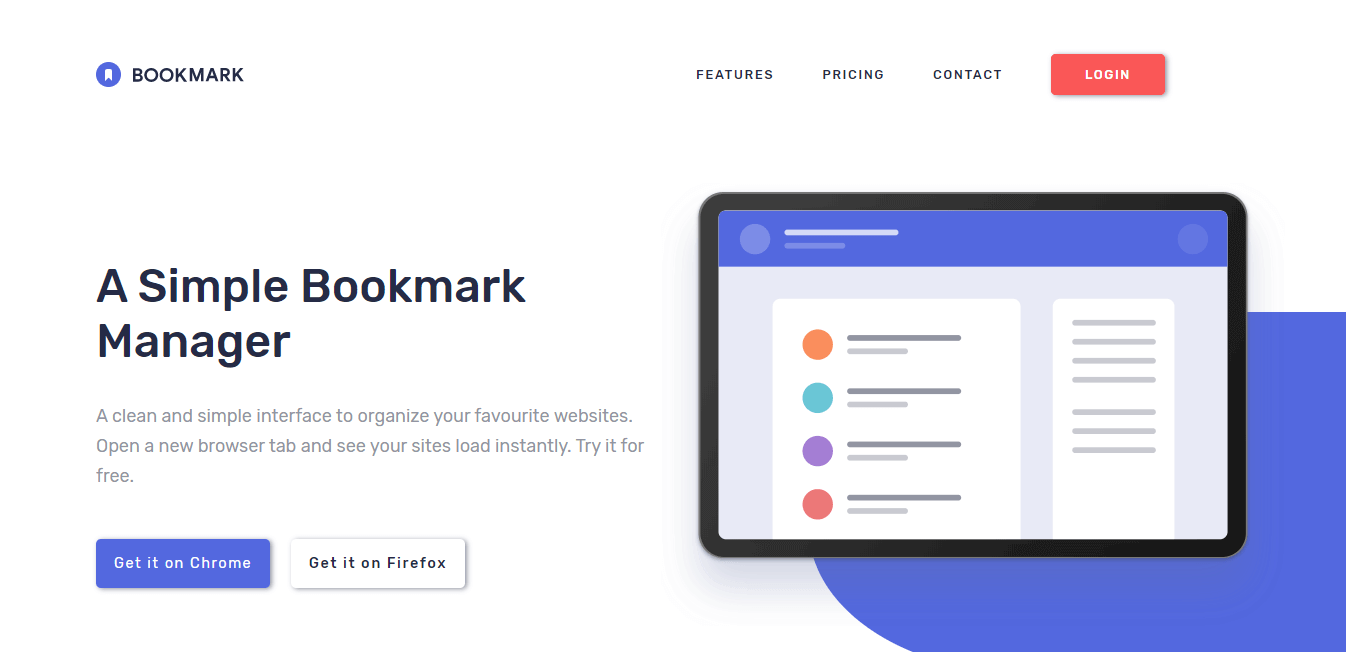 BOOKMARK
FEATURES PRICING CONTACT LOGIN
A Simple Bookmark
Manager
A clean and simple interface to organize your favourite websites.
Open a new browser tab and see your sites load instantly. Try it for
free.
Get it on Chrome Get it on Firefox